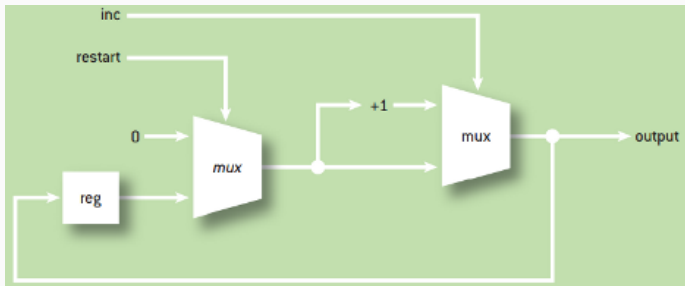 inc
restart
0
+1
mux
mux
output
reg